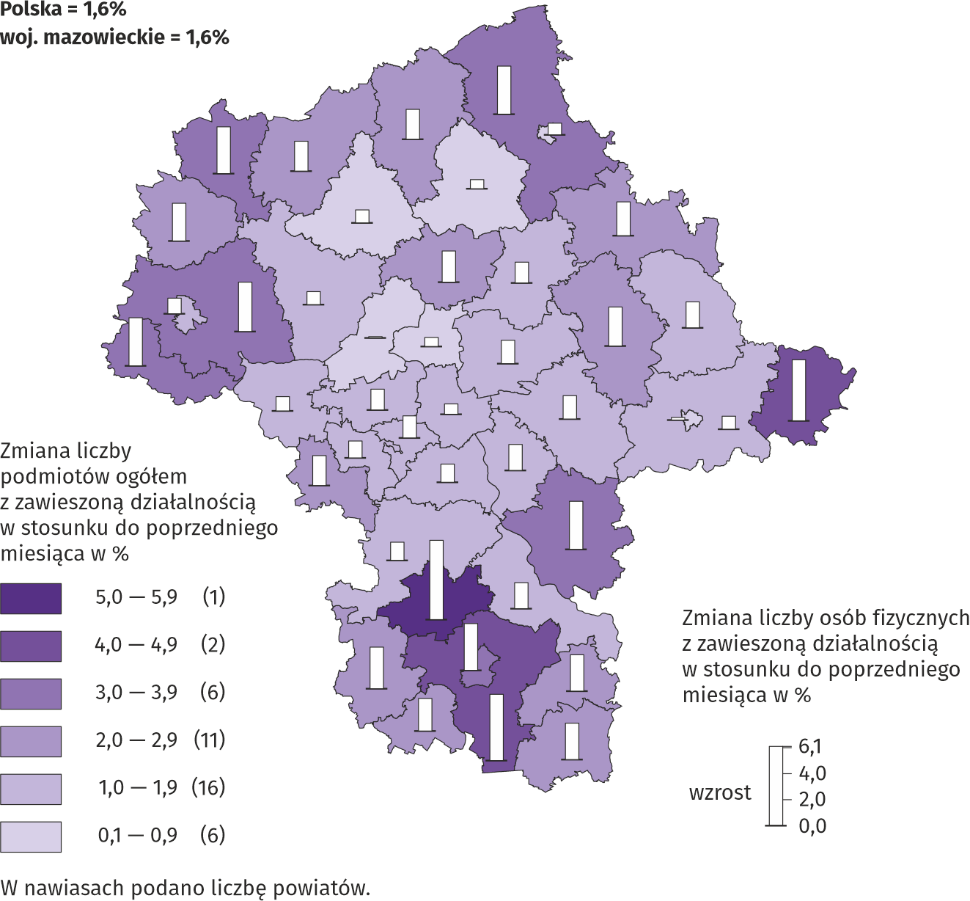 Polska = 1,6%
woj. mazowieckie = 1,6%
Zmiana liczby
podmiotów ogółem
z zawieszoną działalnością
w stosunku do poprzedniego
miesiąca w %
5,0 — 5,9 (1)
4,0 — 4,9 (2)
3,0 — 3,9 (6)
2,0 — 2,9 (11)
1,0 — 1,9 (16)
0,1 — 0,9 (6)
W nawiasach podano liczbę powiatów.
Zmiana liczby osób fizycznych
z zawieszoną działalnością
w stosunku do poprzedniego
miesiąca w %
wzrost
6,1
4,0
2,0
0,0